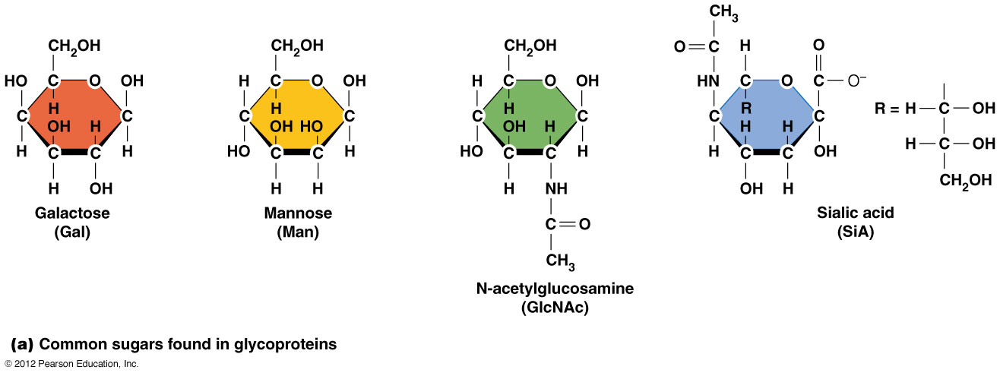 CH₃
CH₂OH CH₂OH CH₂OH O=C H O
HO C O OH H C O OH H C O OH HN C O C—O⁻
H H H R R = H—C—OH
C OH H C C OH HO C C OH H C C H H C
H H HO H HO H H OH H—C—OH
C C C C C C C C
H OH H H H NH OH H CH₂OH
Galactose
(Gal)
Mannose
(Man)
C=O
CH₃
N-acetylglucosamine
(GlcNAc)
Sialic acid
(SiA)
(a) Common sugars found in glycoproteins
© 2012 Pearson Education, Inc.